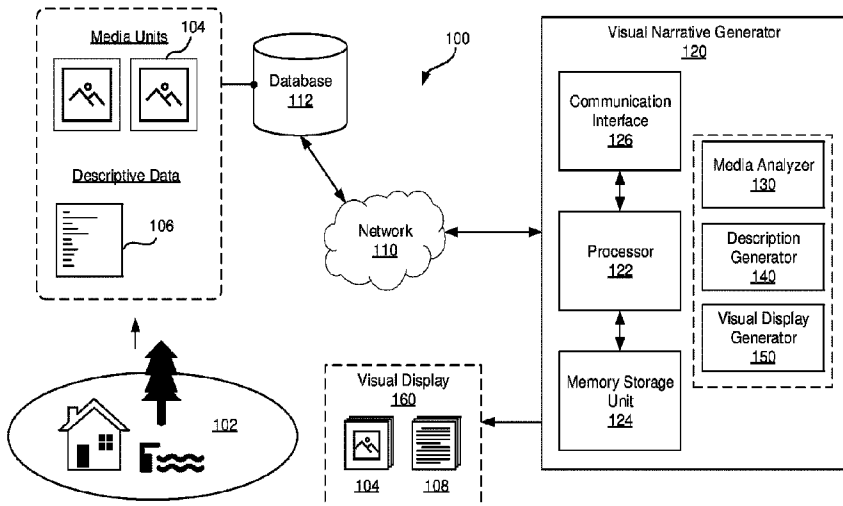 Media Units
104
Descriptive Data
106
Database
112
100
Network
110
102
Visual Display
160
104
108
Visual Narrative Generator
120
Communication
Interface
126
Processor
122
Memory Storage
Unit
124
Media Analyzer
130
Description
Generator
140
Visual Display
Generator
150